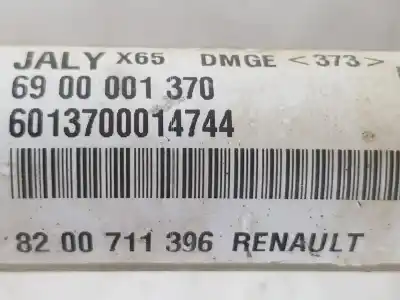 JALY X65 DMGE <373>
69 00 001 370
6013700014744
82 00 711 396 RENAULT